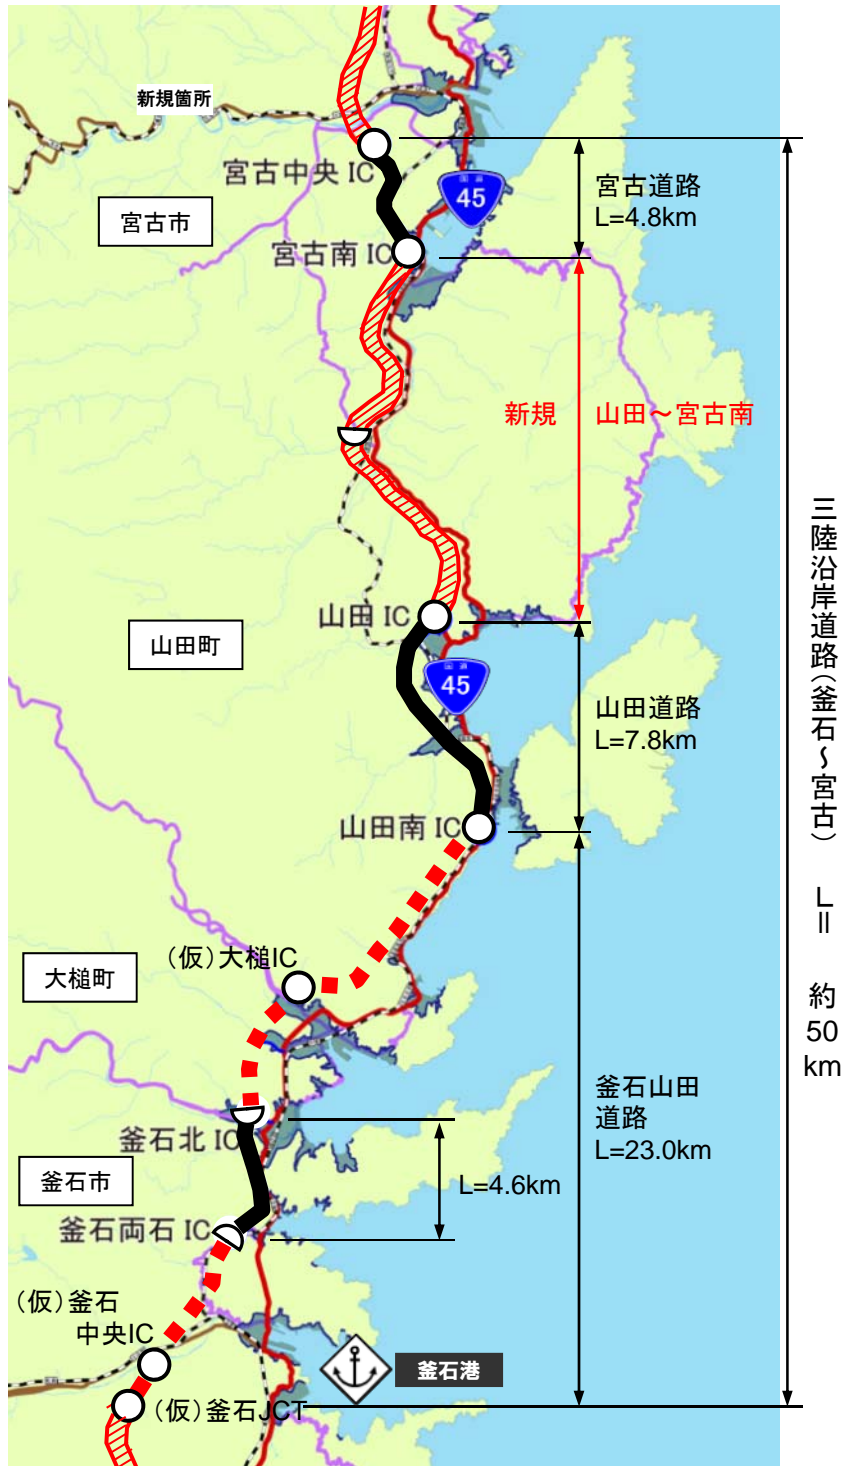 新規箇所
宮古中央 IC
国道
45
宮古道路
L=4.8km
宮古市
宮古南 IC
新規
山田～宮古南
山田 IC
山田町
国道
45
山田道路
L=7.8km
山田南 IC
三陸沿岸道路(釜石～宮古) L=約50km
(仮)大槌IC
大槌町
釜石山田
道路
L=23.0km
釜石北 IC
釜石市
L=4.6km
釜石両石 IC
(仮)釜石
中央IC
釜石港
(仮)釜石JCT